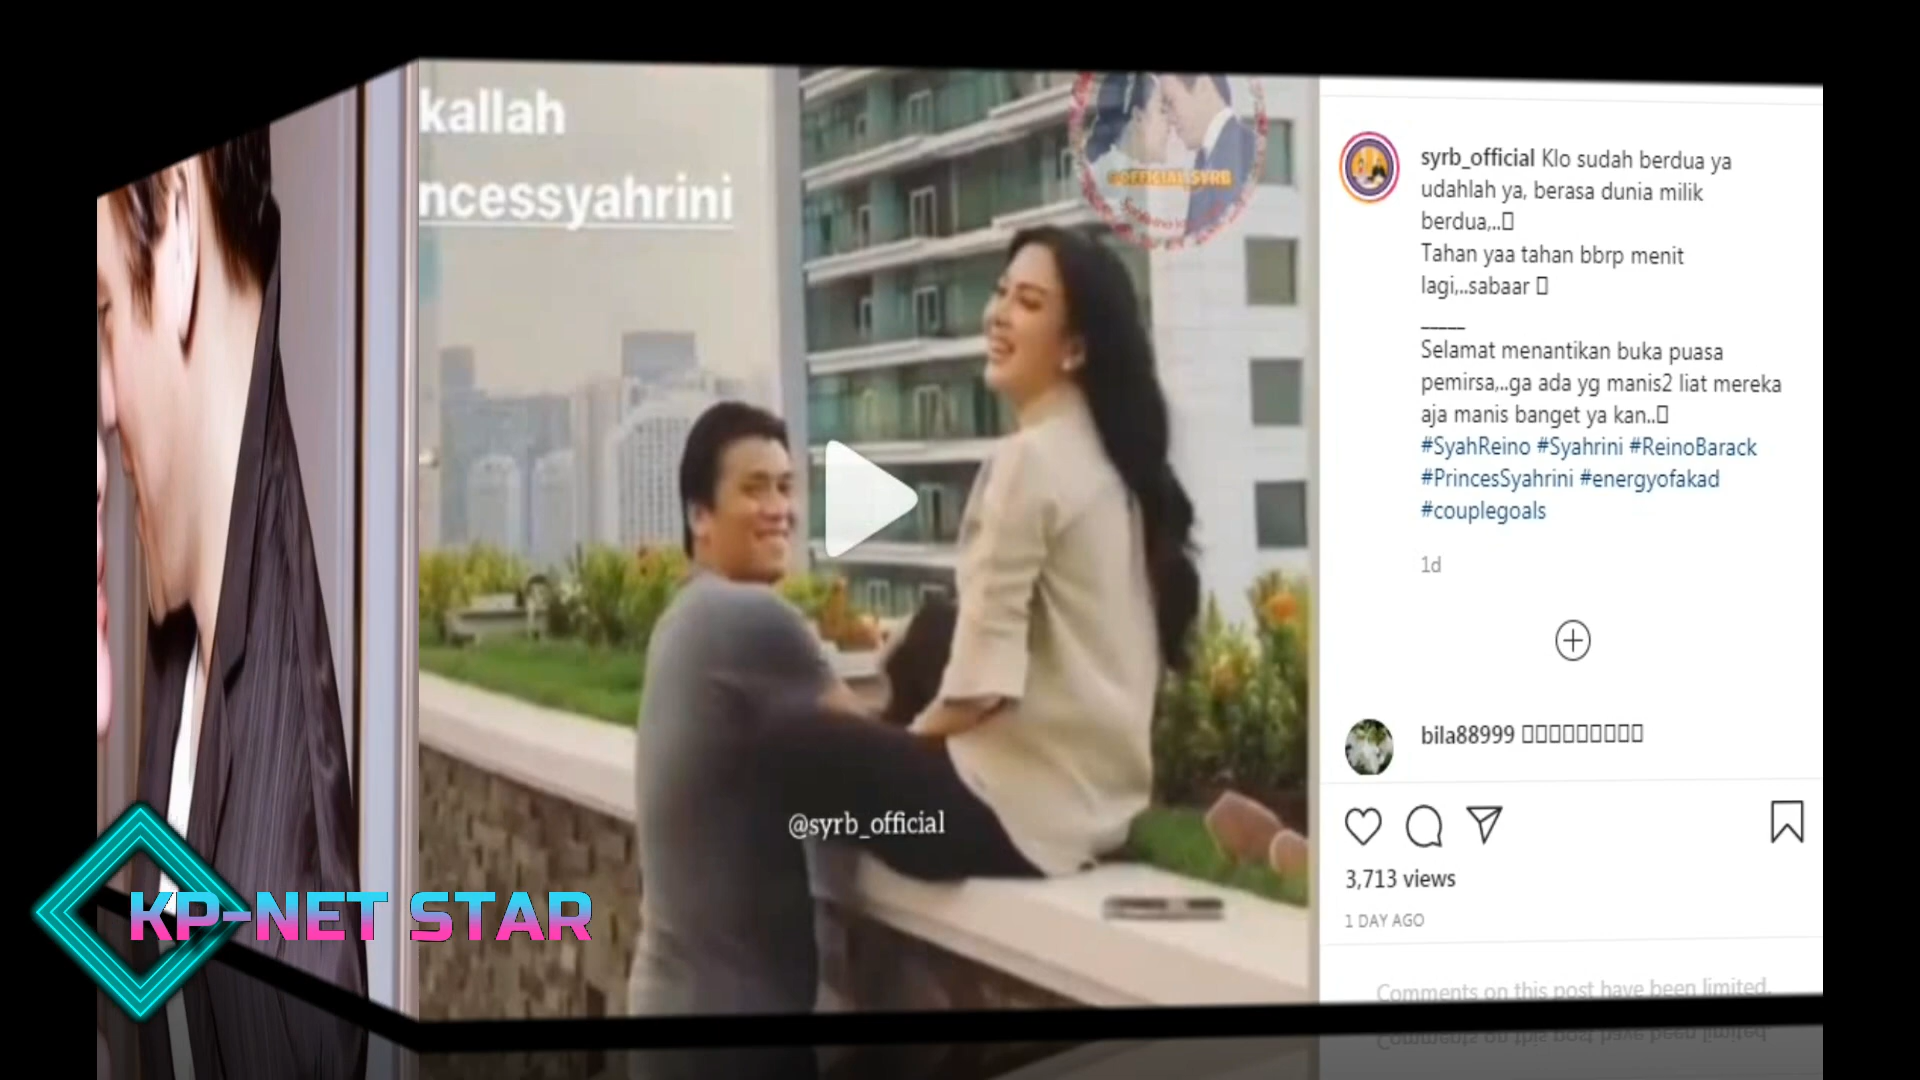 kallah
ncessyahrini
@OFFICIAL_SYRB
@syrb_official
KP-NET STAR
syrb_official Klo sudah berdua ya
udahlah ya, berasa dunia milik
berdua,..
Tahan yaa tahan bbrp menit
lagi,..sabaar
_____
Selamat menantikan buka puasa
pemirsa,..ga ada yg manis2 liat mereka
aja manis banget ya kan..
#SyahReino #Syahrini #ReinoBarack
#PrincesSyahrini #energyofakad
#couplegoals
1d
bila88999
3,713 views
1 DAY AGO
Comments on this post have been limited.